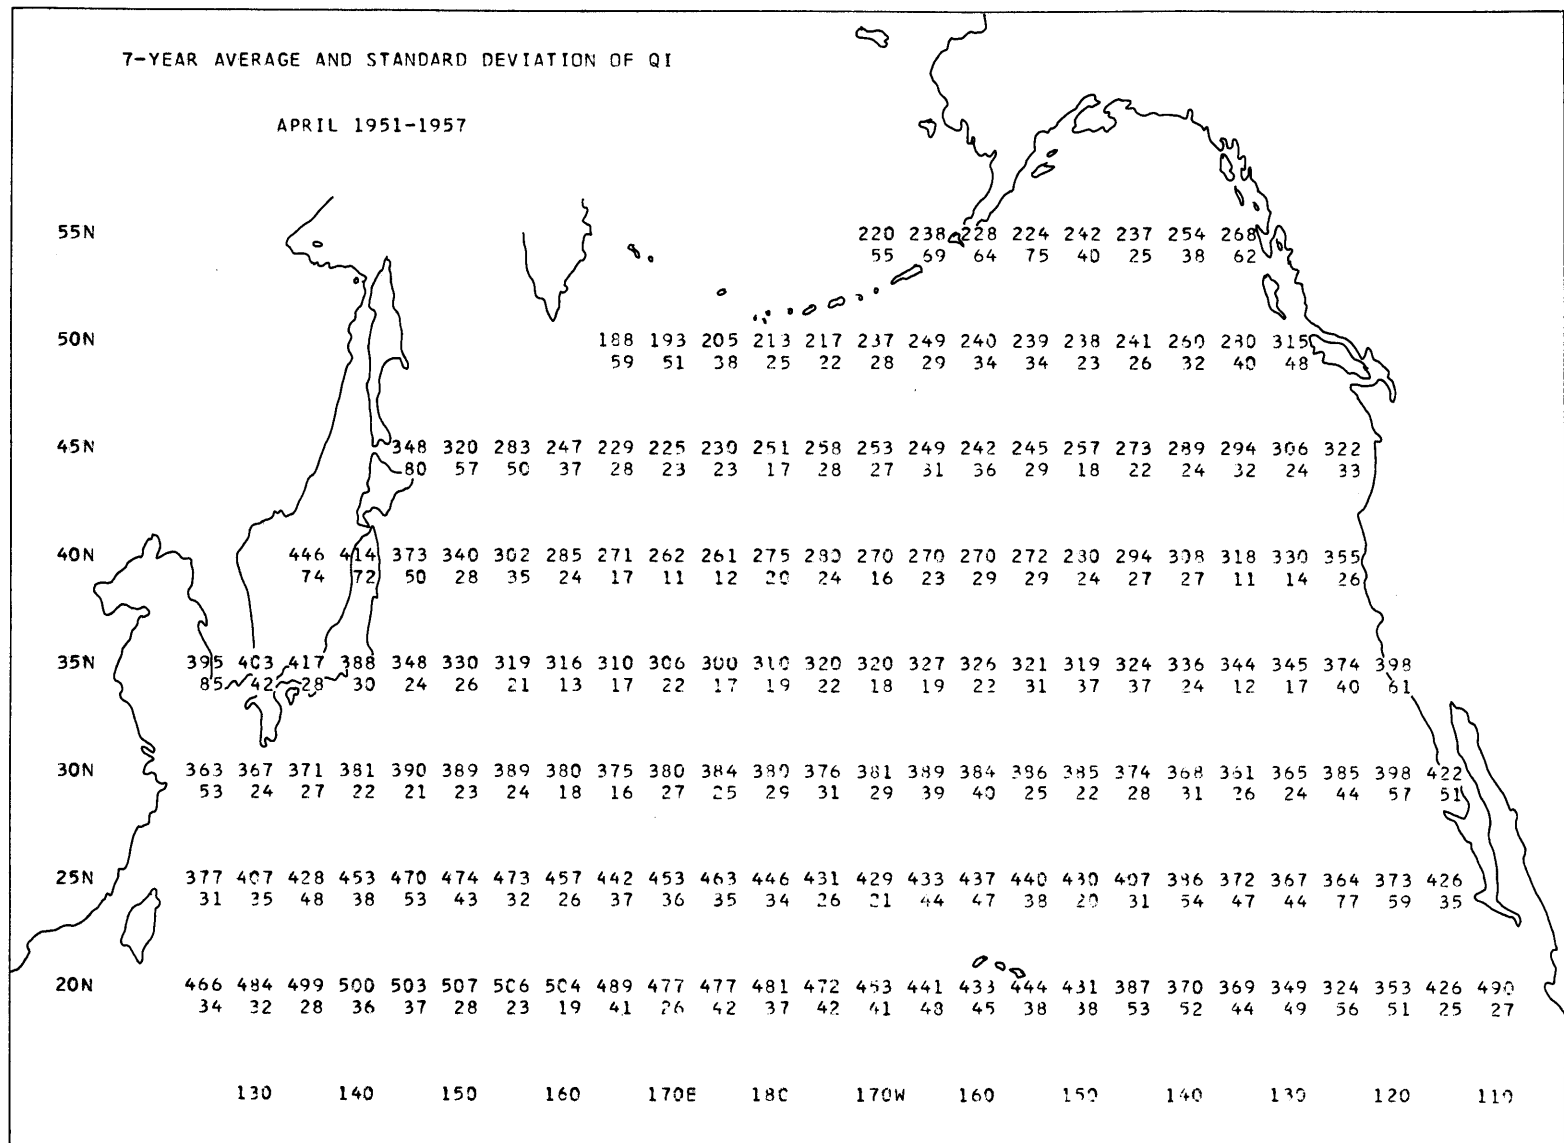 7-YEAR AVERAGE AND STANDARD DEVIATION OF QI
APRIL 1951-1957
55N 220 238 228 224 242 237 254 268
55 69 64 75 40 25 38 62
50N 188 193 205 213 217 237 249 240 239 238 241 260 280 315
59 51 38 25 22 28 29 34 34 23 26 32 40 48
45N 348 320 283 247 229 225 230 251 258 253 249 242 245 257 273 289 294 306 322
80 57 50 37 28 23 23 17 28 27 31 36 29 18 22 24 32 24 33
40N 446 414 373 340 302 285 271 262 261 275 280 270 270 270 272 280 294 308 318 330 355
74 72 50 28 35 24 17 11 12 20 24 16 23 29 29 24 27 27 11 14 26
35N 395 403 417 388 348 330 319 316 310 306 300 310 320 320 327 326 321 319 324 336 344 345 374 398
85 42 28 30 24 26 21 13 17 22 17 19 22 18 19 22 31 37 37 24 12 17 40 61
30N 363 367 371 381 390 389 389 380 375 380 384 380 376 381 389 384 386 385 374 368 361 365 385 398 422
53 24 27 22 21 23 24 18 16 27 25 29 31 29 39 40 25 22 28 31 26 24 44 57 51
25N 377 407 428 453 470 474 473 457 442 453 463 446 431 429 433 437 440 430 407 386 372 367 364 373 426
31 35 48 38 53 43 32 26 37 36 35 34 26 21 44 47 38 20 31 54 47 44 77 59 35
20N 466 484 499 500 503 507 506 504 489 477 477 481 472 453 441 433 444 431 387 370 369 349 324 353 426 490
34 32 28 36 37 28 23 19 41 26 42 37 42 41 48 45 38 38 53 52 44 49 56 51 25 27
130 140 150 160 170E 180 170W 160 150 140 130 120 110